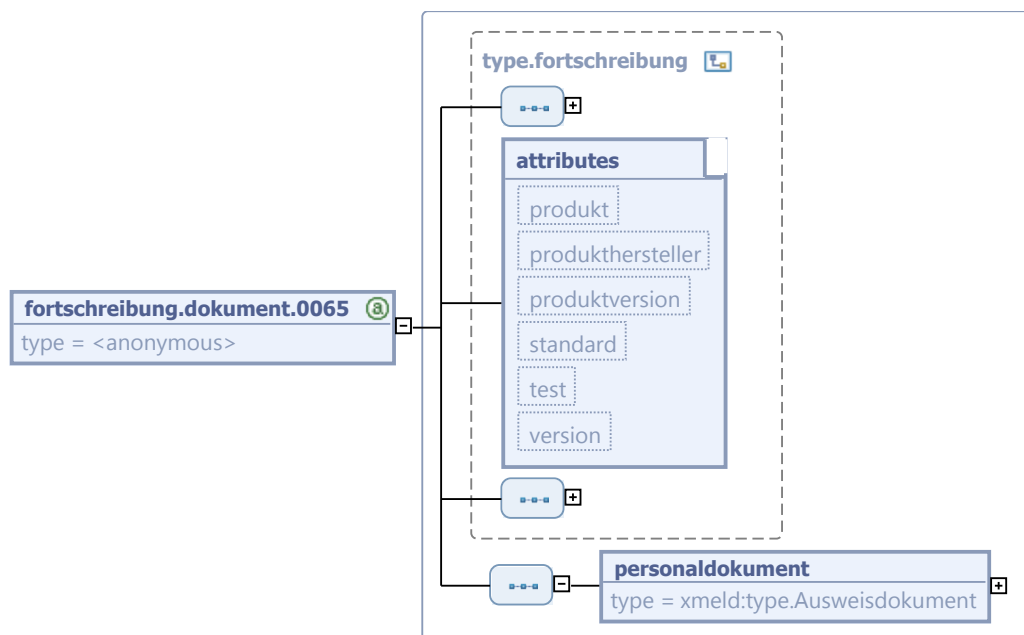 type.fortschreibung
attributes
produkt
produkthersteller
produktversion
standard
test
version
fortschreibung.dokument.0065 @
type = <anonymous>
personaldokument
type = xmeld:type.Ausweisdokument